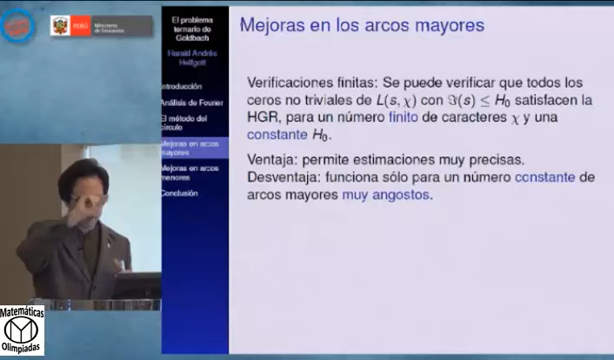 PERÚ
Ministerio
de Educación
El problema
ternario de
Goldbach
Harald Andrés
Helfgott
Introducción
Análisis de Fourier
El método del
círculo
Mejoras en arcos
mayores
Mejoras en arcos
menores
Conclusión
Mejoras en los arcos mayores
Verificaciones finitas: Se puede verificar que todos los
ceros no triviales de L(s, χ) con ℑ(s) ≤ H₀ satisfacen la
HGR, para un número finito de caracteres χ y una
constante H₀.
Ventaja: permite estimaciones muy precisas.
Desventaja: funciona sólo para un número constante de
arcos mayores muy angostos.
Matemáticas
Olimpiadas